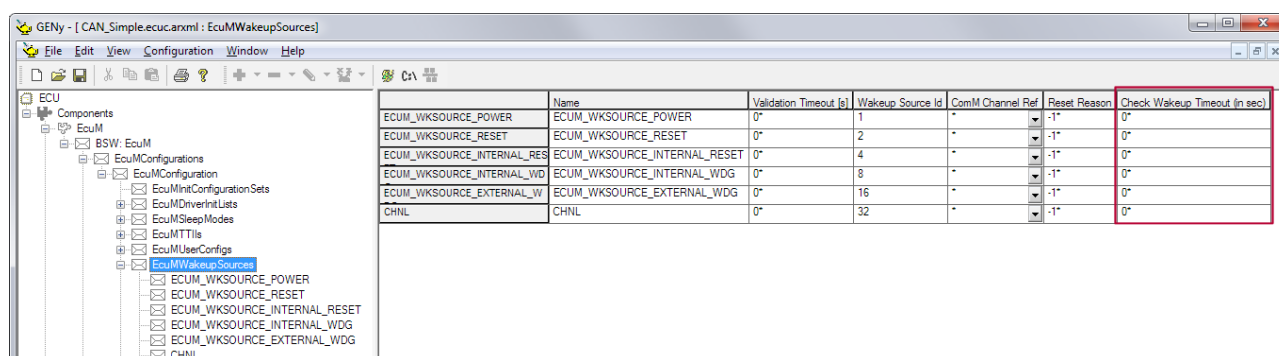 GENy - [ CAN_Simple.ecuc.arxml : EcuMWakeupSources]
File Edit View Configuration Window Help
C:\
ECU
Components
EcuM
BSW: EcuM
EcuMConfigurations
EcuMConfiguration
EcuMInitConfigurationSets
EcuMDriverInitLists
EcuMSleepModes
EcuMTTIIs
EcuMUserConfigs
EcuMWakeupSources
ECUM_WKSOURCE_POWER
ECUM_WKSOURCE_RESET
ECUM_WKSOURCE_INTERNAL_RESET
ECUM_WKSOURCE_INTERNAL_WDG
ECUM_WKSOURCE_EXTERNAL_WDG
CHNL
Name Validation Timeout [s] Wakeup Source Id ComM Channel Ref Reset Reason Check Wakeup Timeout (in sec)
ECUM_WKSOURCE_POWER ECUM_WKSOURCE_POWER 0* 1 * -1* 0*
ECUM_WKSOURCE_RESET ECUM_WKSOURCE_RESET 0* 2 * -1* 0*
ECUM_WKSOURCE_INTERNAL_RES ECUM_WKSOURCE_INTERNAL_RESET 0* 4 * -1* 0*
ECUM_WKSOURCE_INTERNAL_WD ECUM_WKSOURCE_INTERNAL_WDG 0* 8 * -1* 0*
ECUM_WKSOURCE_EXTERNAL_W ECUM_WKSOURCE_EXTERNAL_WDG 0* 16 * -1* 0*
CHNL CHNL 0* 32 * -1* 0*